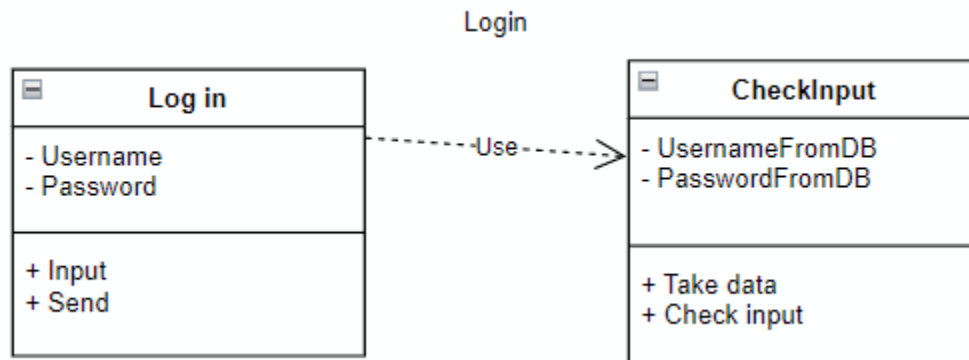 Login
Log in
- Username
- Password
+ Input
+ Send
Use
CheckInput
- UsernameFromDB
- PasswordFromDB
+ Take data
+ Check input